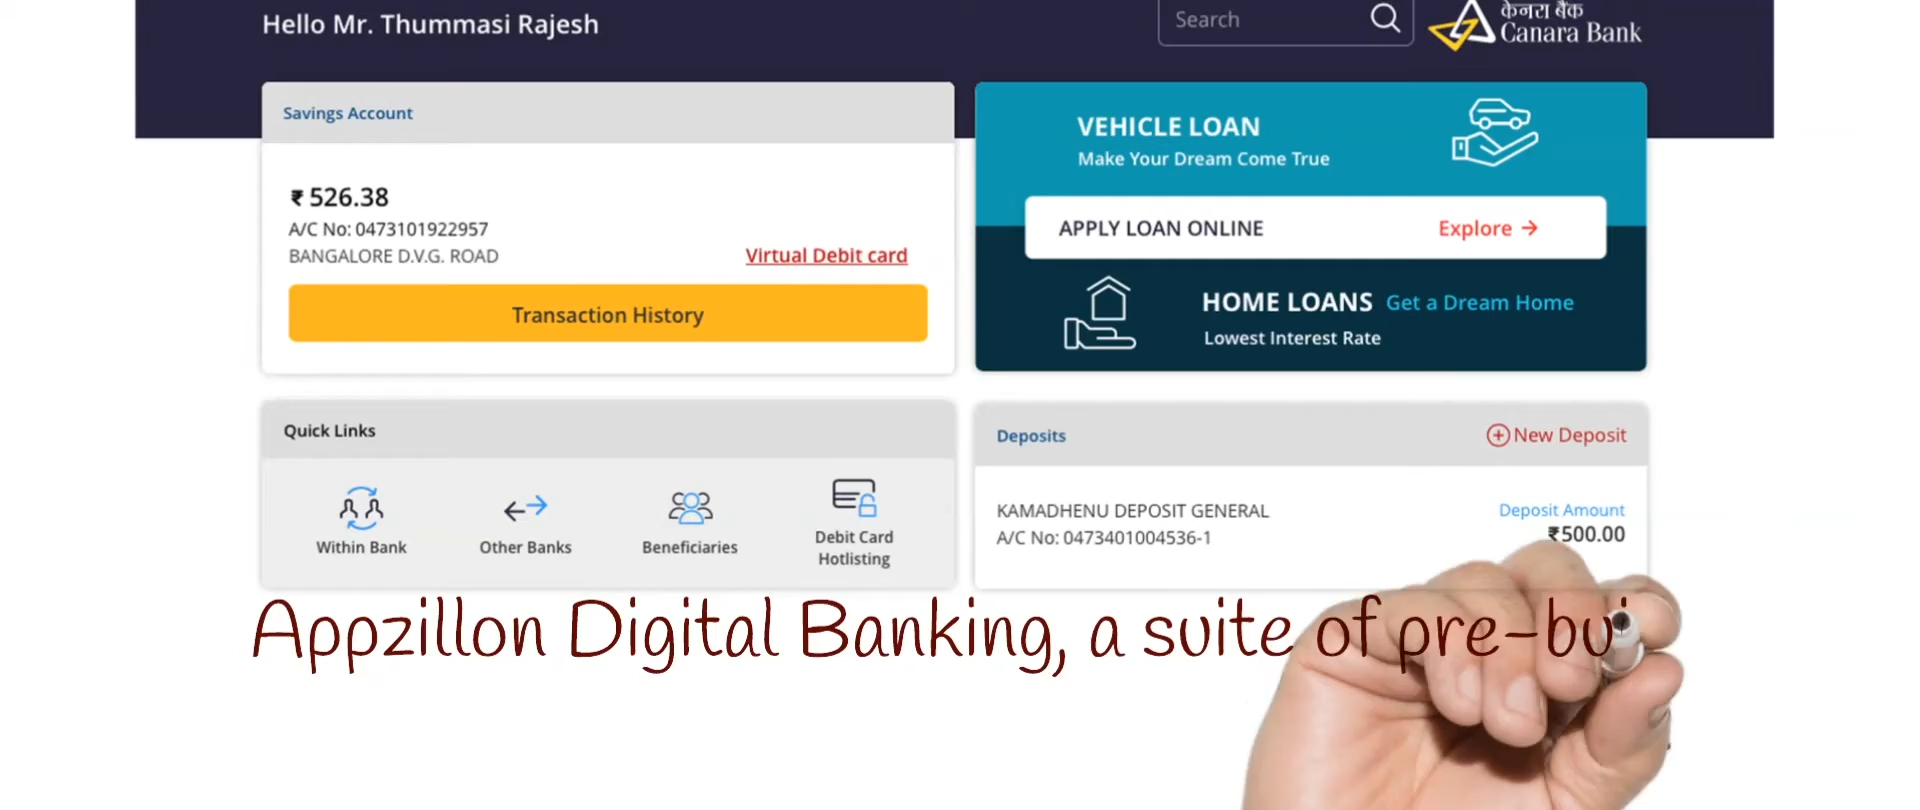 Hello Mr. Thummasi Rajesh
Search
केनरा बैंक
Canara Bank
Savings Account
₹ 526.38
A/C No: 0473101922957
BANGALORE D.V.G. ROAD
Virtual Debit card
Transaction History
VEHICLE LOAN
Make Your Dream Come True
APPLY LOAN ONLINE
Explore →
HOME LOANS Get a Dream Home
Lowest Interest Rate
Quick Links
Within Bank
Other Banks
Beneficiaries
Debit Card
Hotlisting
Deposits
New Deposit
KAMADHENU DEPOSIT GENERAL
A/C No: 0473401004536-1
Deposit Amount
₹500.00
Appzillon Digital Banking, a suite of pre-bu